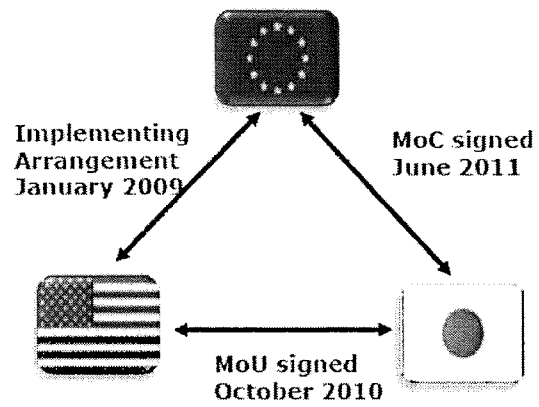 Implementing
Arrangement
January 2009
MoC signed
June 2011
MoU signed
October 2010